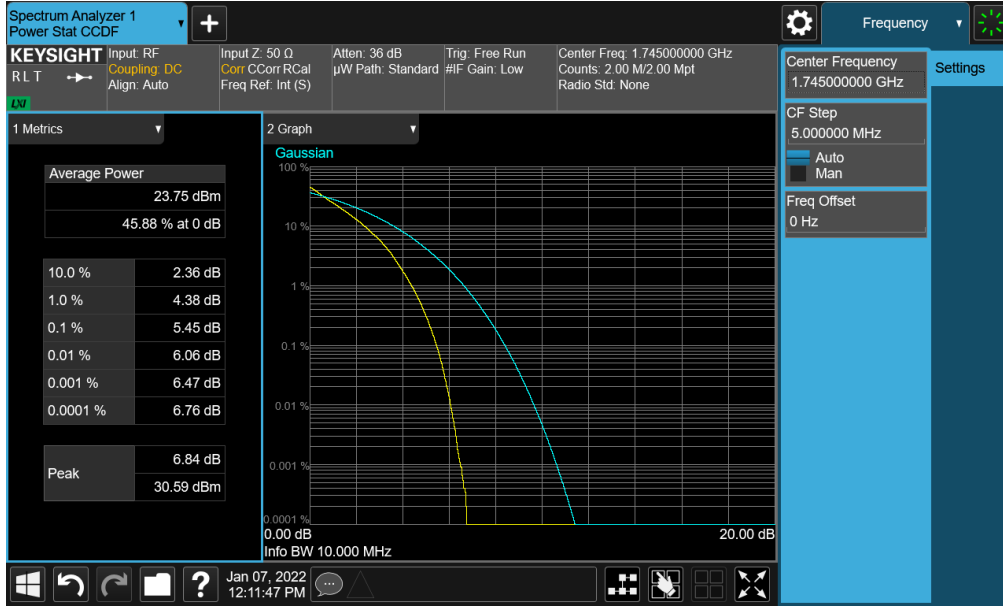 Spectrum Analyzer 1
Power Stat CCDF
Frequency
KEYSIGHT
R L T
LXI
Input: RF
Coupling: DC
Align: Auto
Input Z: 50 Ω
Corr CCorr RCal
Freq Ref: Int (S)
Atten: 36 dB
µW Path: Standard
Trig: Free Run
#IF Gain: Low
Center Freq: 1.745000000 GHz
Counts: 2.00 M/2.00 Mpt
Radio Std: None
Center Frequency
1.745000000 GHz
Settings
CF Step
5.000000 MHz
Auto
Man
Freq Offset
0 Hz
1 Metrics
Average Power
23.75 dBm
45.88 % at 0 dB
10.0 % 2.36 dB
1.0 % 4.38 dB
0.1 % 5.45 dB
0.01 % 6.06 dB
0.001 % 6.47 dB
0.0001 % 6.76 dB
Peak
6.84 dB
30.59 dBm
2 Graph
Gaussian
100 %
10 %
1 %
0.1 %
0.01 %
0.001 %
0.0001 %
0.00 dB 20.00 dB
Info BW 10.000 MHz
?
Jan 07, 2022
12:11:47 PM